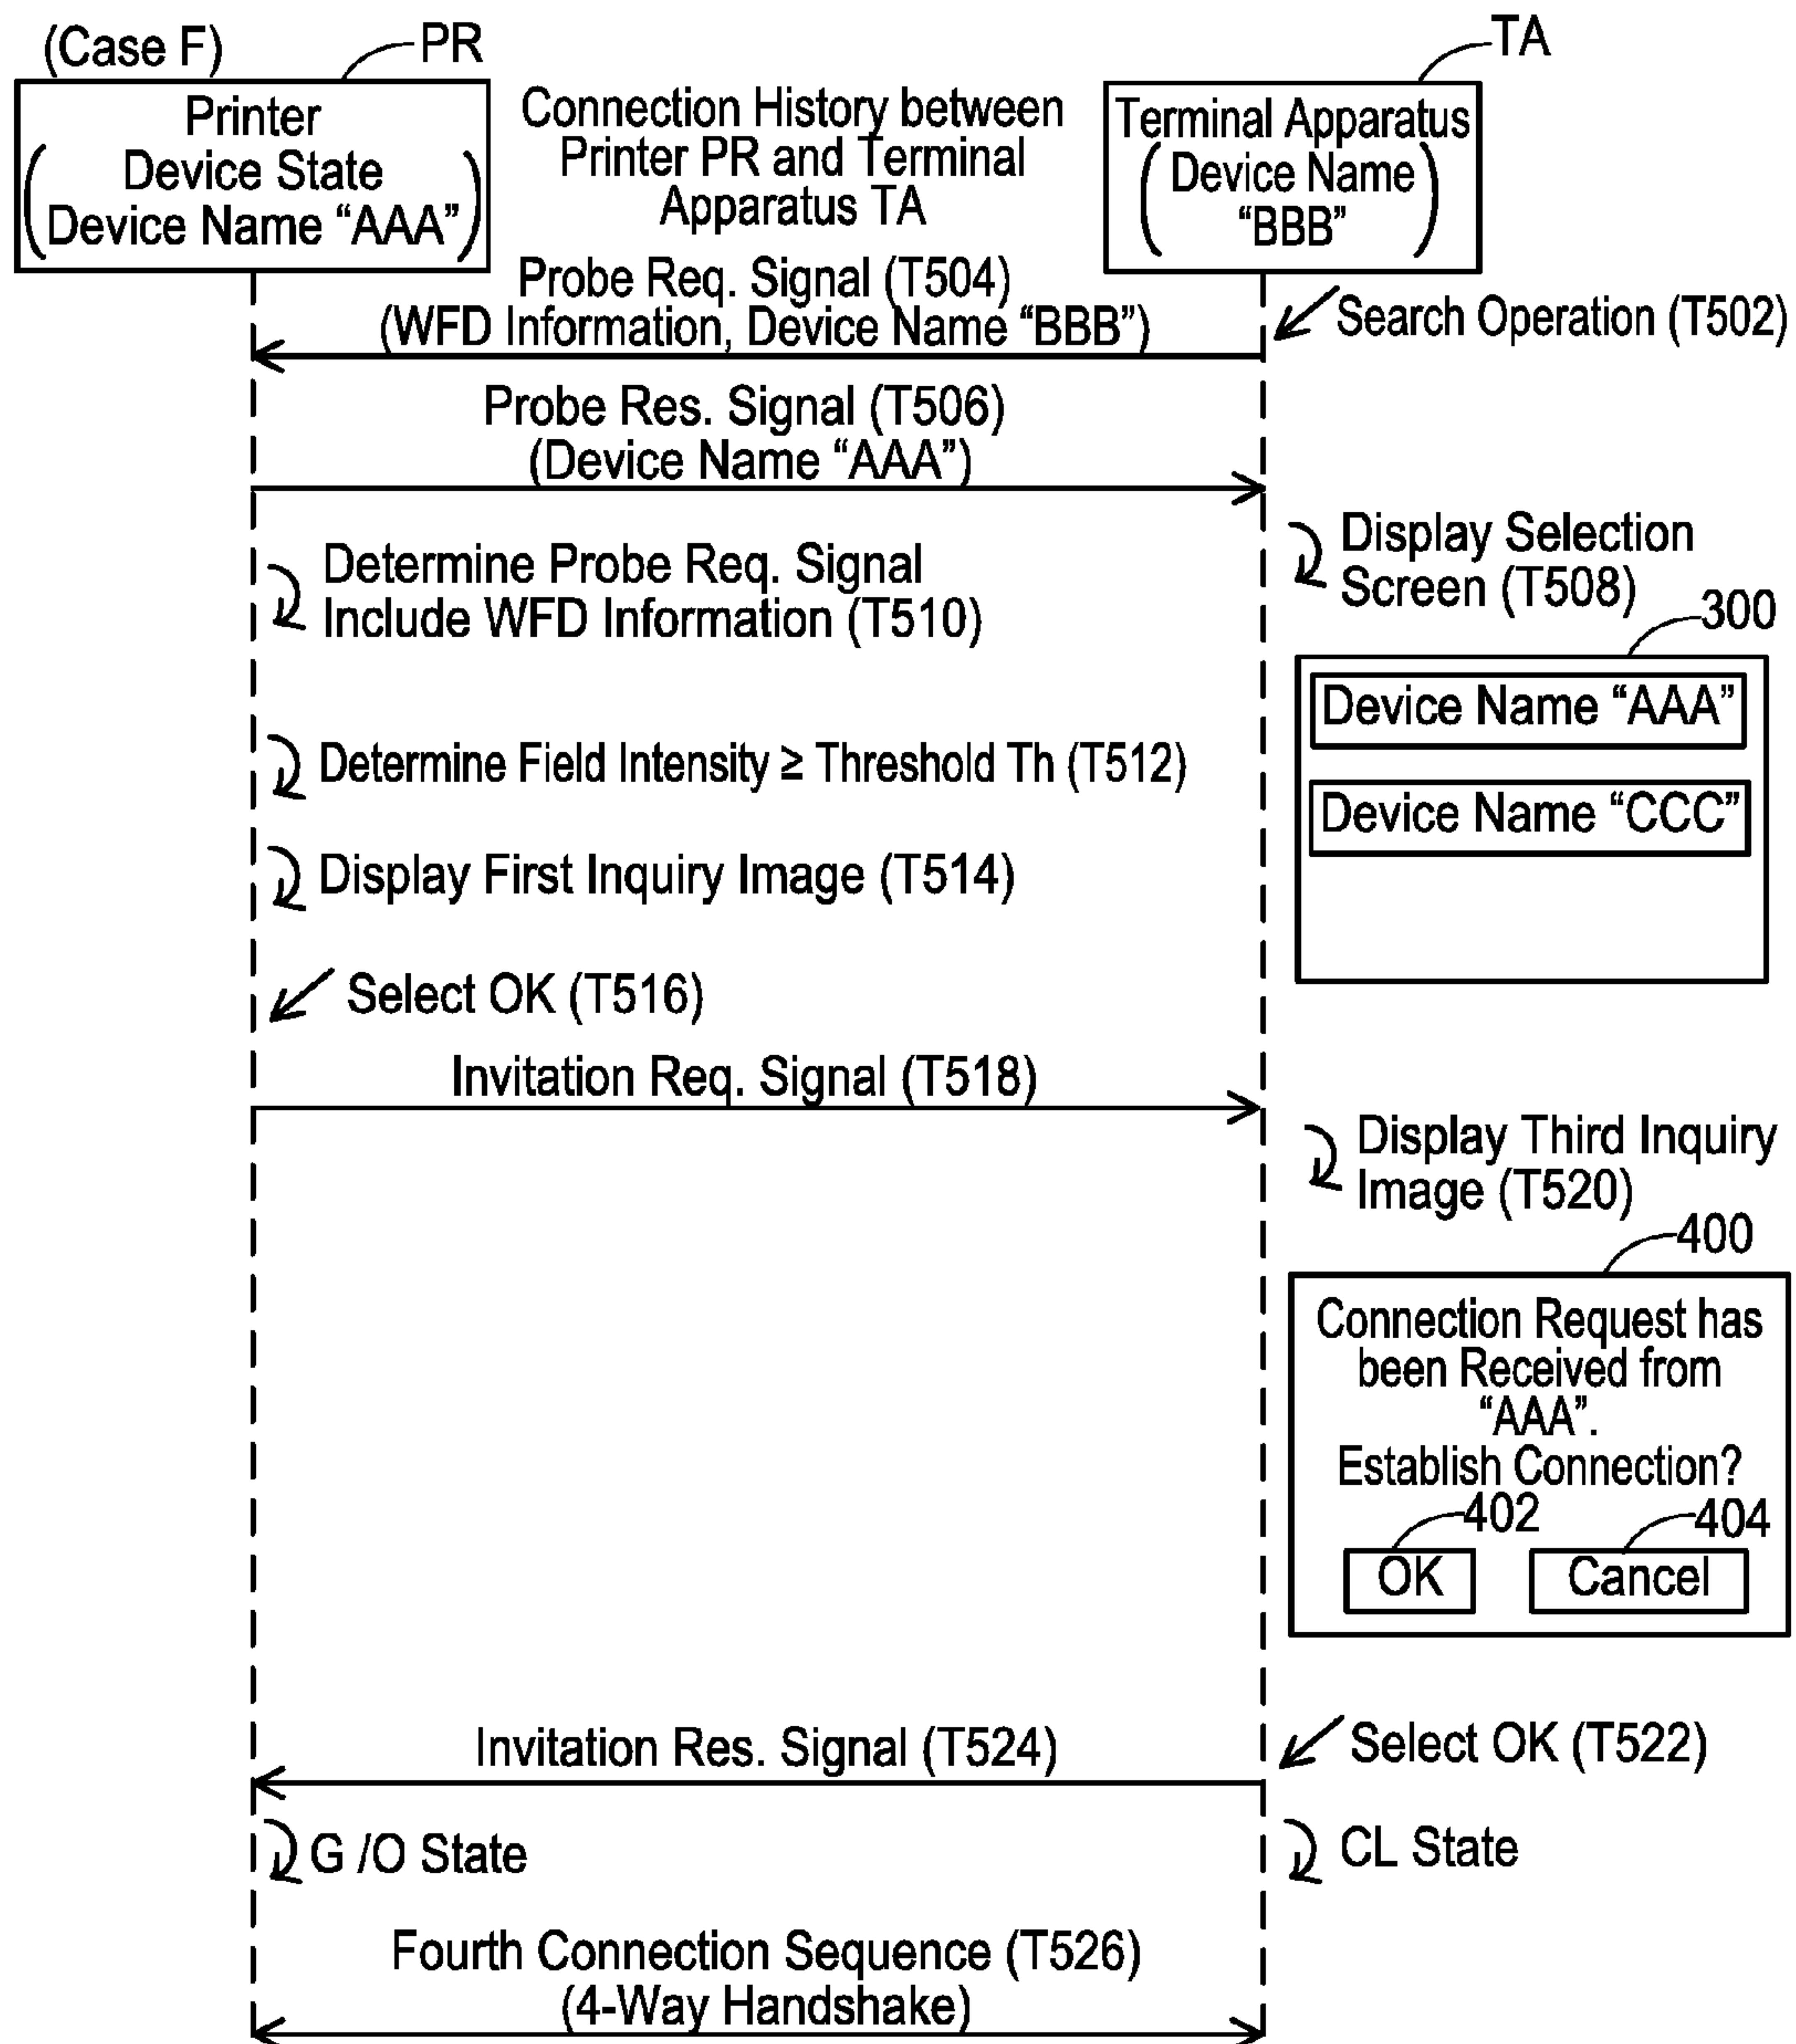 (Case F)
PR
TA
Printer
Device State
Device Name “AAA”
Connection History between
Printer PR and Terminal
Apparatus TA
Terminal Apparatus
Device Name
“BBB”
Probe Req. Signal (T504)
(WFD Information, Device Name “BBB”)
Search Operation (T502)
Probe Res. Signal (T506)
(Device Name “AAA”)
Display Selection
Screen (T508)
Determine Probe Req. Signal
Include WFD Information (T510)
300
Device Name “AAA”
Device Name “CCC”
Determine Field Intensity ≥ Threshold Th (T512)
Display First Inquiry Image (T514)
Select OK (T516)
Invitation Req. Signal (T518)
Display Third Inquiry
Image (T520)
400
Connection Request has
been Received from
“AAA”.
Establish Connection?
402
404
OK
Cancel
Invitation Res. Signal (T524)
Select OK (T522)
G /O State
CL State
Fourth Connection Sequence (T526)
(4-Way Handshake)